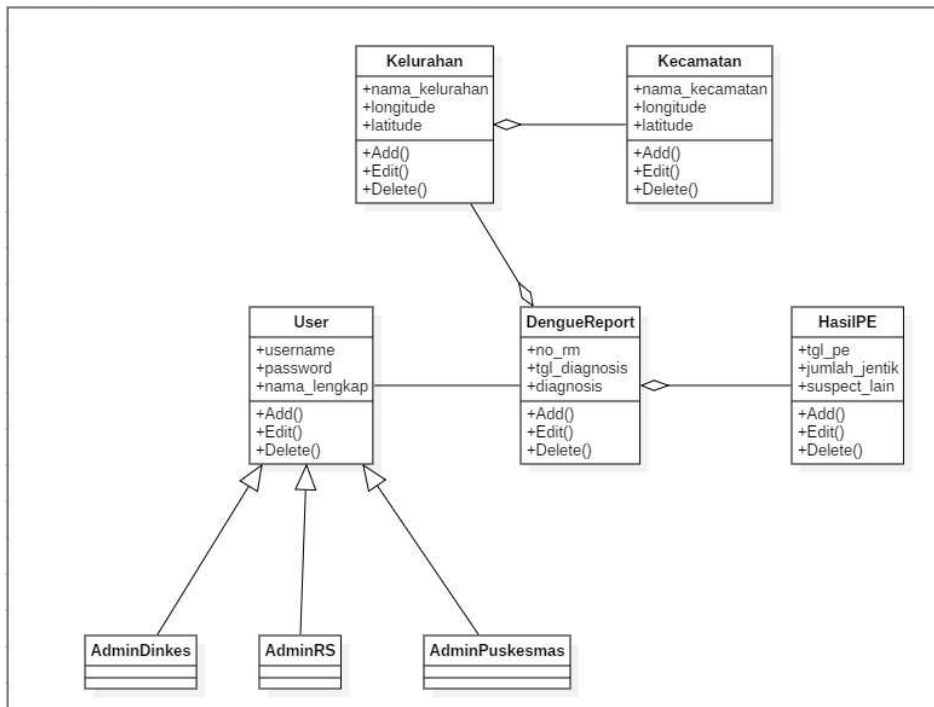 Kelurahan
+nama_kelurahan
+longitude
+latitude
+Add()
+Edit()
+Delete()
Kecamatan
+nama_kecamatan
+longitude
+latitude
+Add()
+Edit()
+Delete()
User
+username
+password
+nama_lengkap
+Add()
+Edit()
+Delete()
DengueReport
+no_rm
+tgl_diagnosis
+diagnosis
+Add()
+Edit()
+Delete()
HasilPE
+tgl_pe
+jumlah_jentik
+suspect_lain
+Add()
+Edit()
+Delete()
AdminDinkes
AdminRS
AdminPuskesmas